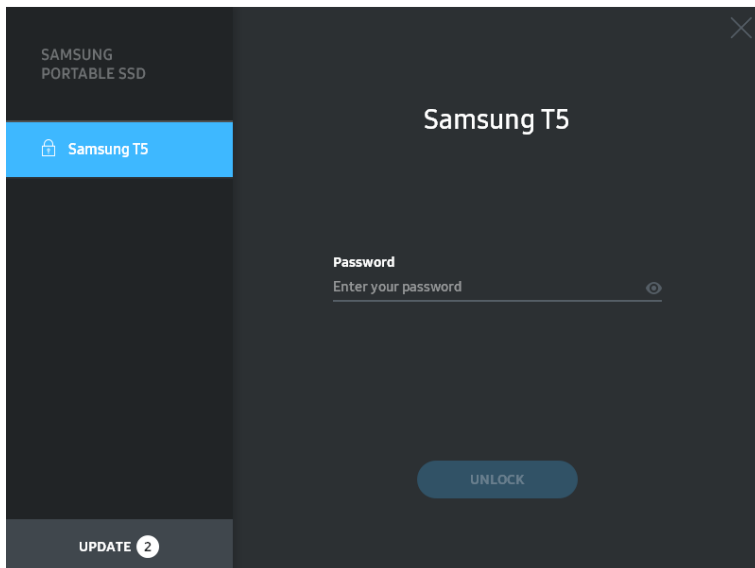 SAMSUNG
PORTABLE SSD
Samsung T5
UPDATE 2
Samsung T5
Password
Enter your password
UNLOCK